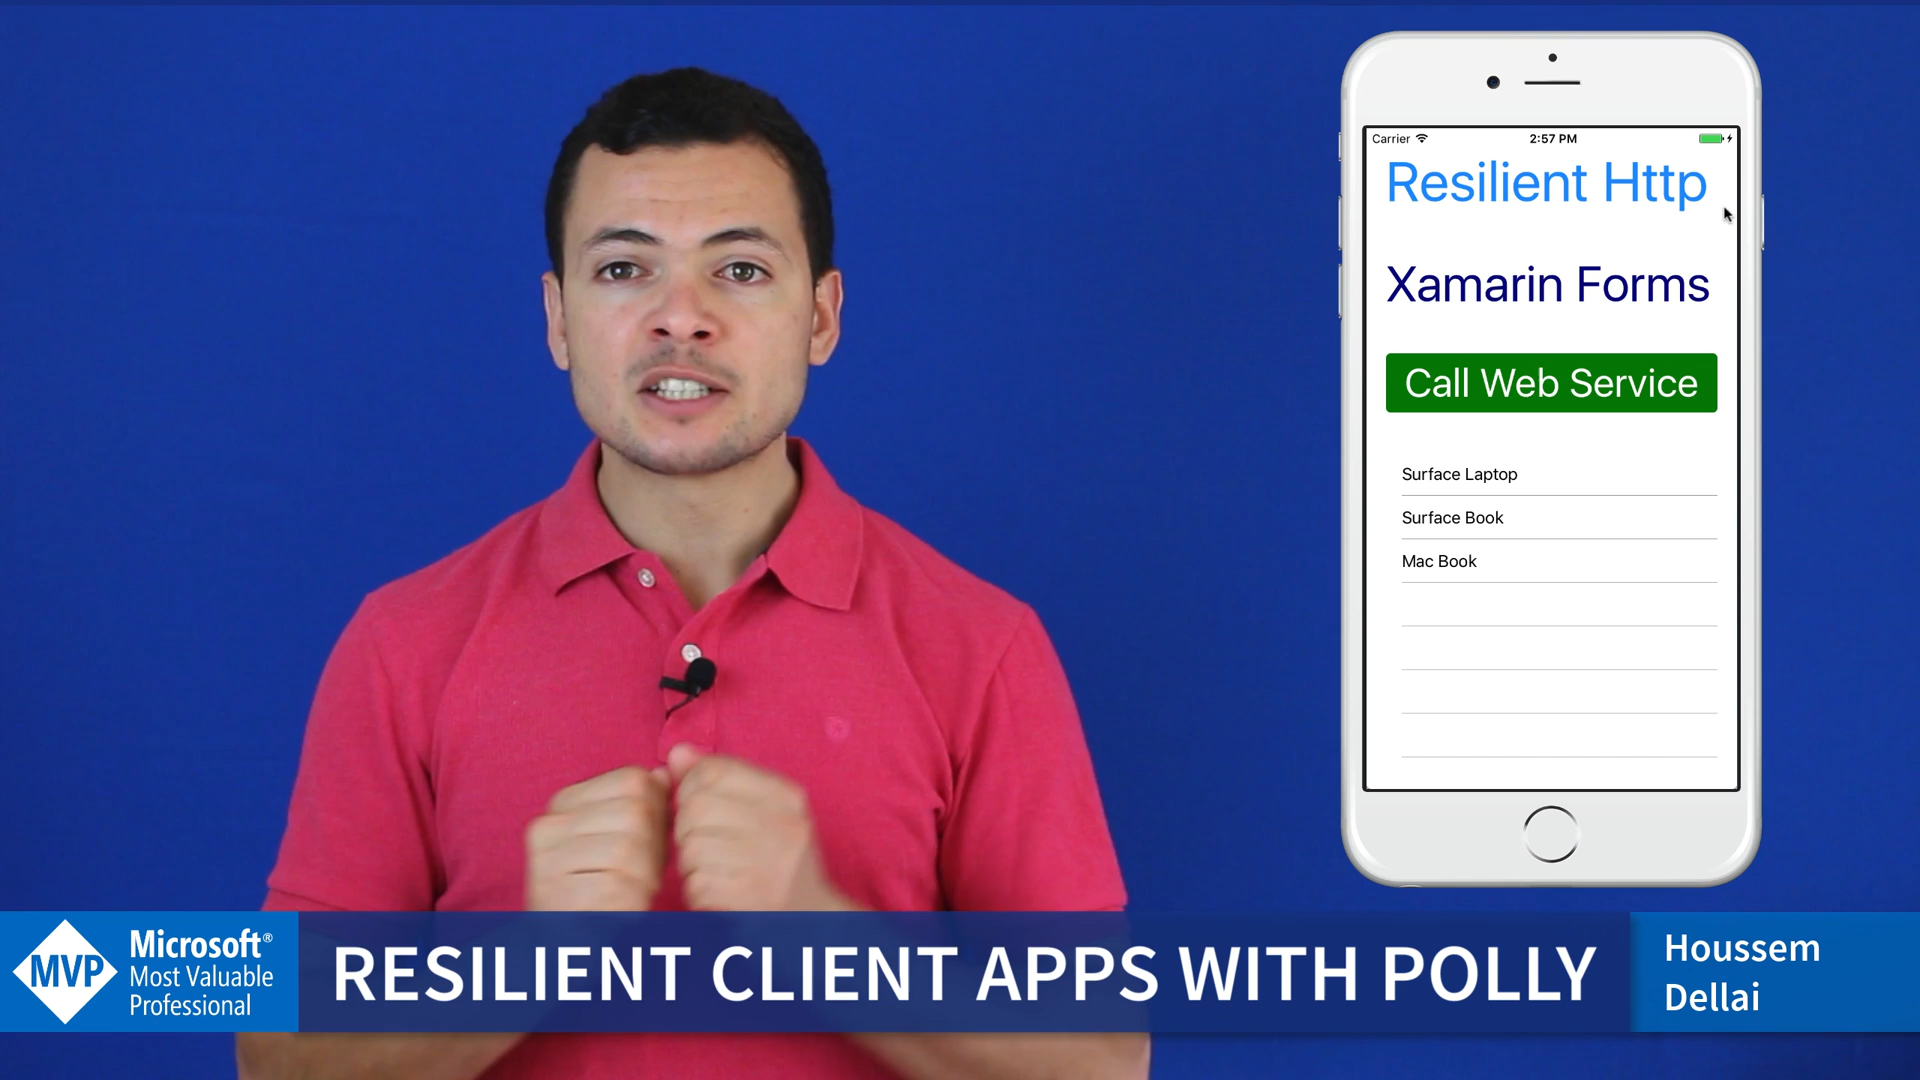 Carrier
2:57 PM
Resilient Http
Xamarin Forms
Call Web Service
Surface Laptop
Surface Book
Mac Book
MVP
Microsoft®
Most Valuable
Professional
RESILIENT CLIENT APPS WITH POLLY
Houssem
Dellai